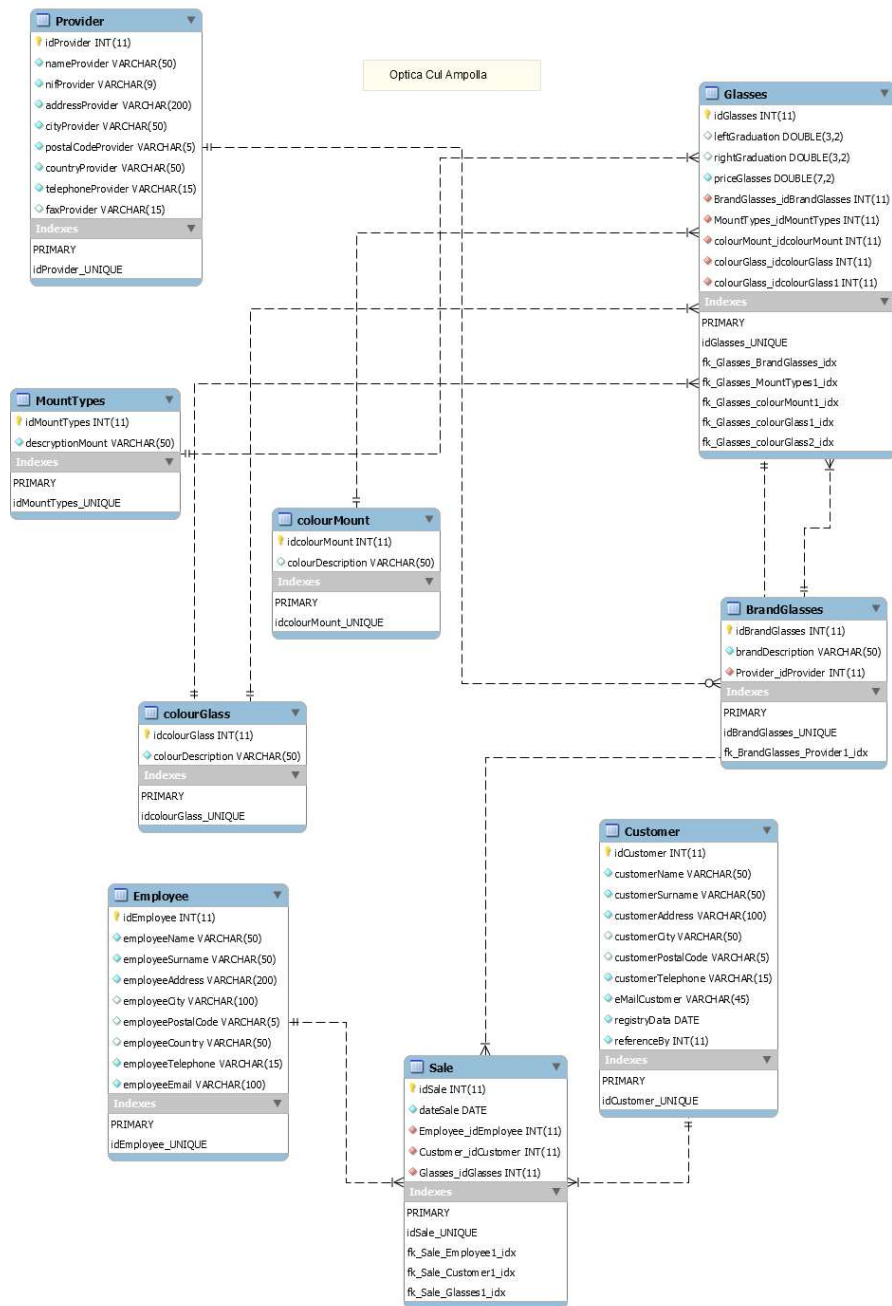 Provider
idProvider INT(11)
nameProvider VARCHAR(50)
nifProvider VARCHAR(9)
addressProvider VARCHAR(200)
cityProvider VARCHAR(50)
postalCodeProvider VARCHAR(5)
countryProvider VARCHAR(50)
telephoneProvider VARCHAR(15)
faxProvider VARCHAR(15)
Indexes
PRIMARY
idProvider_UNIQUE
Optica Cul Ampolla
Glasses
idGlasses INT(11)
leftGraduation DOUBLE(3,2)
rightGraduation DOUBLE(3,2)
priceGlasses DOUBLE(7,2)
BrandGlasses_idBrandGlasses INT(11)
MountTypes_idMountTypes INT(11)
colourMount_idcolourMount INT(11)
colourGlass_idcolourGlass INT(11)
colourGlass_idcolourGlass1 INT(11)
Indexes
PRIMARY
idGlasses_UNIQUE
fk_Glasses_BrandGlasses_idx
fk_Glasses_MountTypes1_idx
fk_Glasses_colourMount1_idx
fk_Glasses_colourGlass1_idx
fk_Glasses_colourGlass2_idx
MountTypes
idMountTypes INT(11)
descryptionMount VARCHAR(50)
Indexes
PRIMARY
idMountTypes_UNIQUE
colourMount
idcolourMount INT(11)
colourDescription VARCHAR(50)
Indexes
PRIMARY
idcolourMount_UNIQUE
BrandGlasses
idBrandGlasses INT(11)
brandDescription VARCHAR(50)
Provider_idProvider INT(11)
Indexes
PRIMARY
idBrandGlasses_UNIQUE
fk_BrandGlasses_Provider1_idx
colourGlass
idcolourGlass INT(11)
colourDescription VARCHAR(50)
Indexes
PRIMARY
idcolourGlass_UNIQUE
Customer
idCustomer INT(11)
customerName VARCHAR(50)
customerSurname VARCHAR(50)
customerAddress VARCHAR(100)
customerCity VARCHAR(50)
customerPostalCode VARCHAR(5)
customerTelephone VARCHAR(15)
eMailCustomer VARCHAR(45)
registryData DATE
referenceBy INT(11)
Indexes
PRIMARY
idCustomer_UNIQUE
Employee
idEmployee INT(11)
employeeName VARCHAR(50)
employeeSurname VARCHAR(50)
employeeAddress VARCHAR(200)
employeeCity VARCHAR(100)
employeePostalCode VARCHAR(5)
employeeCountry VARCHAR(50)
employeeTelephone VARCHAR(15)
employeeEmail VARCHAR(100)
Indexes
PRIMARY
idEmployee_UNIQUE
Sale
idSale INT(11)
dateSale DATE
Employee_idEmployee INT(11)
Customer_idCustomer INT(11)
Glasses_idGlasses INT(11)
Indexes
PRIMARY
idSale_UNIQUE
fk_Sale_Employee1_idx
fk_Sale_Customer1_idx
fk_Sale_Glasses1_idx